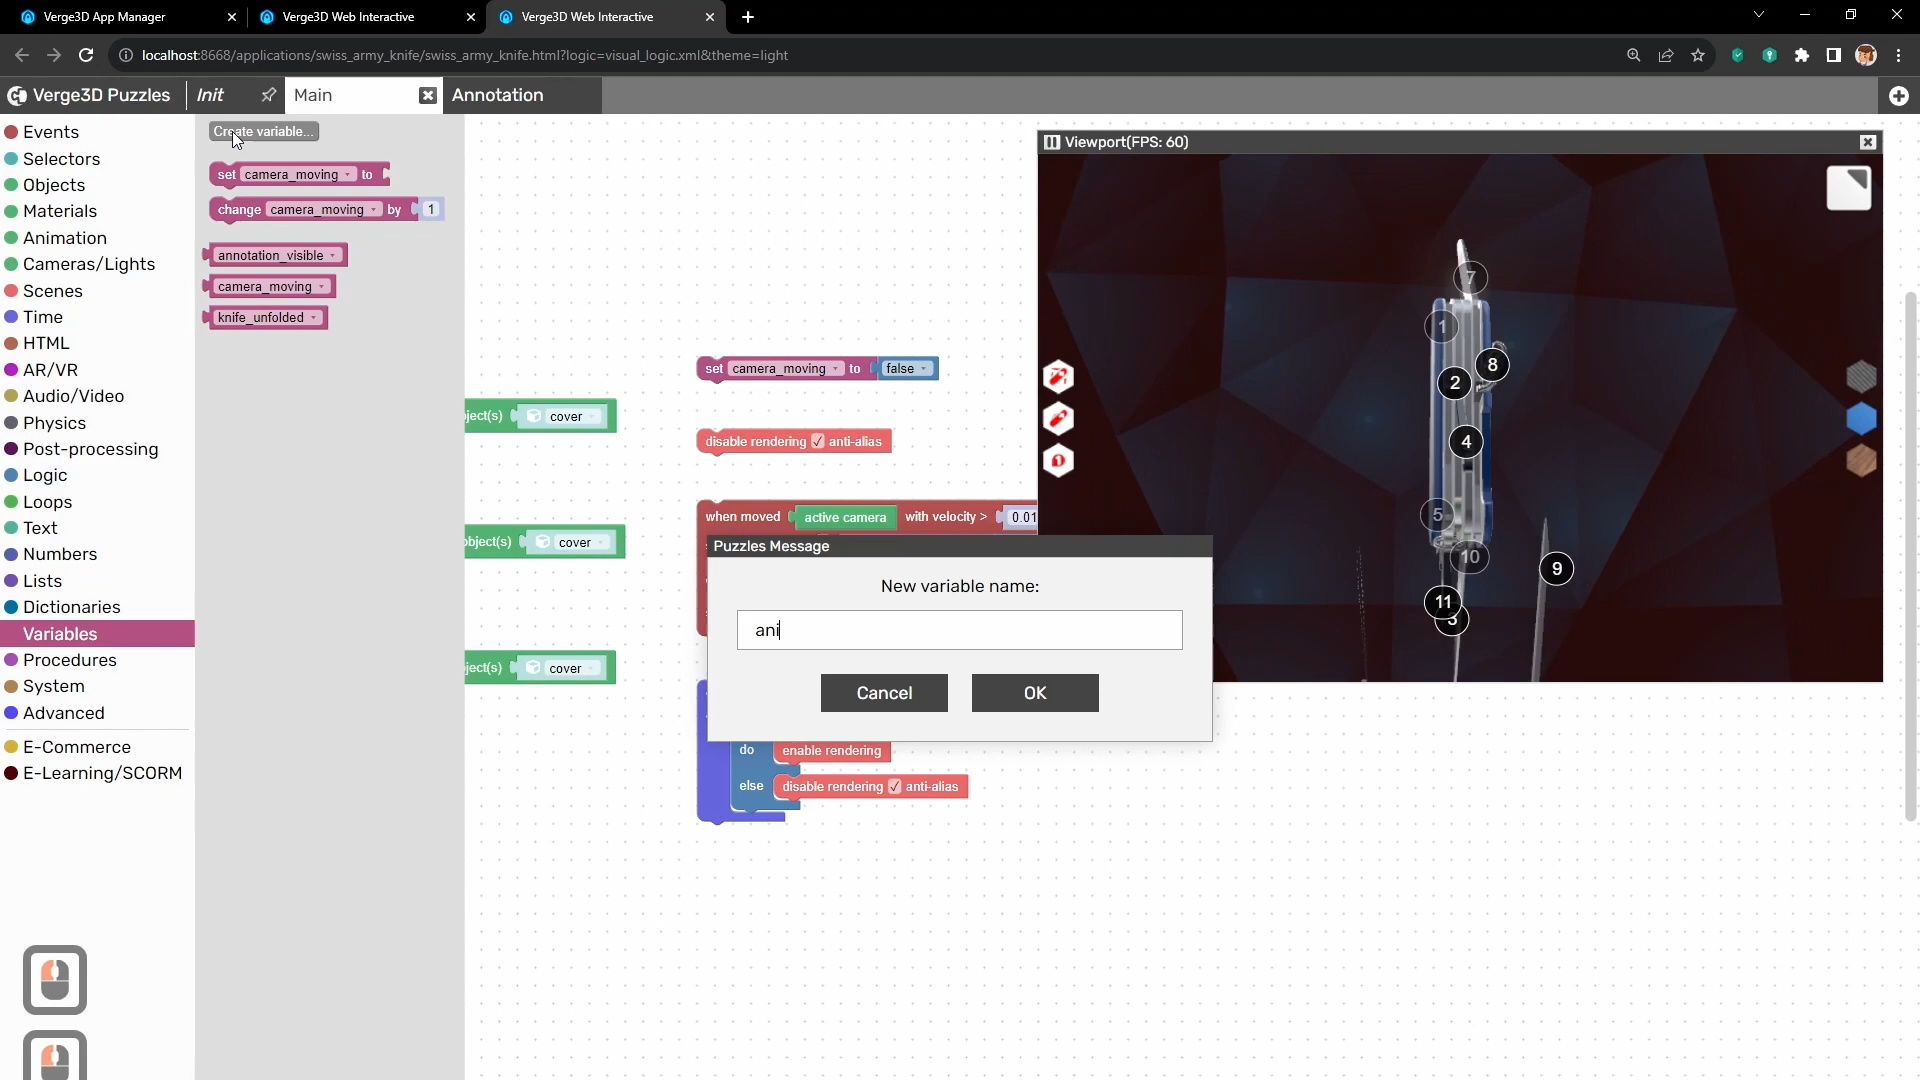 Verge3D App Manager
Verge3D Web Interactive
Verge3D Web Interactive
localhost:8668/applications/swiss_army_knife/swiss_army_knife.html?logic=visual_logic.xml&theme=light
Verge3D Puzzles
Init
Main
Annotation
Events
Selectors
Objects
Materials
Animation
Cameras/Lights
Scenes
Time
HTML
AR/VR
Audio/Video
Physics
Post-processing
Logic
Loops
Text
Numbers
Lists
Dictionaries
Variables
Procedures
System
Advanced
E-Commerce
E-Learning/SCORM
Create variable...
set camera_moving to
change camera_moving by 1
annotation_visible
camera_moving
knife_unfolded
ject(s) cover
object(s) cover
ject(s) cover
set camera_moving to false
disable rendering anti-alias
when moved active camera with velocity > 0.01
do enable rendering
else disable rendering anti-alias
Puzzles Message
New variable name:
ani
Cancel
OK
Viewport(FPS: 60)
7
1
8
2
4
5
10
9
11
3